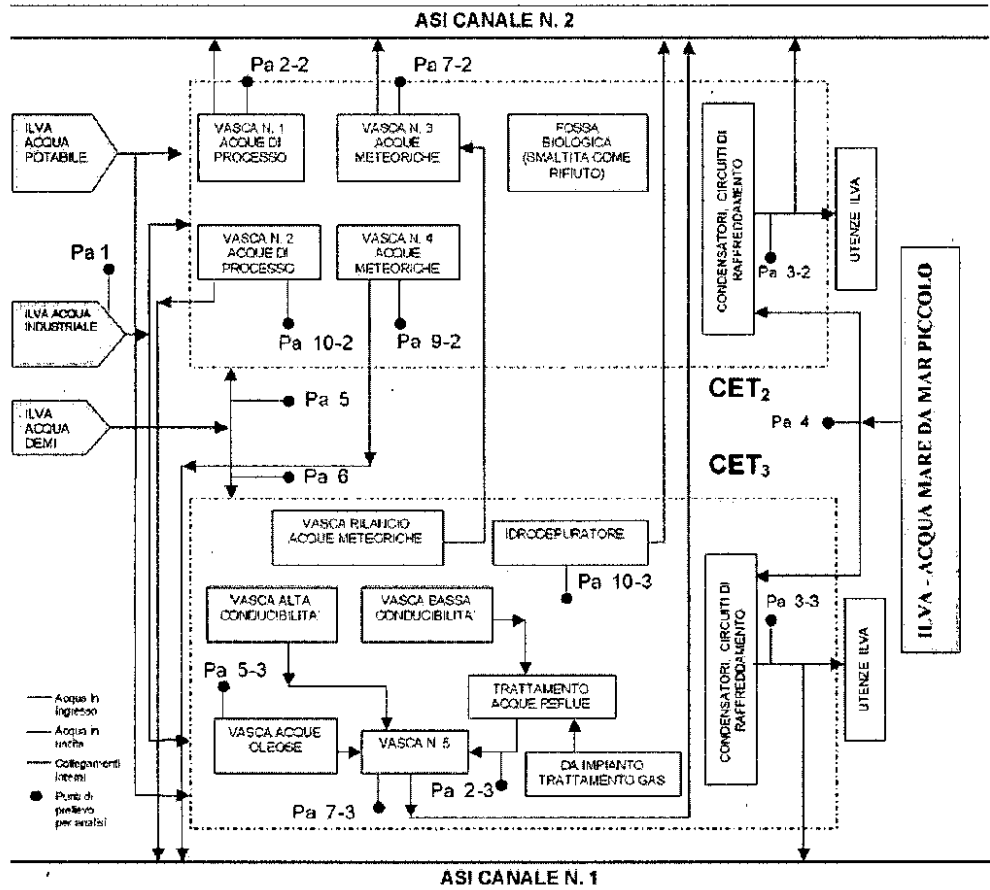 ASI CANALE N. 2
Pa 2-2
Pa 7-2
ILVA
ACQUA
POTABILE
VASCA N. 1
ACQUE DI
PROCESSO
VASCA N. 3
ACQUE
METEORICHE
FOSSA
BIOLOGICA
(SMALTITA COME
RIFIUTO)
CONDENSATORI, CIRCUITI DI
RAFFREDDAMENTO
UTENZE ILVA
Pa 1
VASCA N. 2
ACQUE DI
PROCESSO
VASCA N. 4
ACQUE
METEORICHE
Pa 3-2
ILVA ACQUA
INDUSTRIALE
Pa 10-2
Pa 9-2
ILVA - ACQUA MARE DA MAR PICCOLO
CET2
Pa 5
ILVA
ACQUA
DEMI
Pa 4
CET3
Pa 6
VASCA RILANCIO
ACQUE METEORICHE
IDRODEPURATORE
Pa 10-3
VASCA ALTA
CONDUCIBILITA'
VASCA BASSA
CONDUCIBILITA'
CONDENSATORI, CIRCUITI DI
RAFFREDDAMENTO
Pa 3-3
UTENZE ILVA
Pa 5-3
TRATTAMENTO
ACQUE REFLUE
VASCA ACQUE
OLEOSE
VASCA N. 5
DA IMPIANTO
TRATTAMENTO GAS
Pa 2-3
Pa 7-3
Acqua in
ingresso
Acqua in
uscita
Collegamenti
interni
Punti di
prelievo
per analisi
ASI CANALE N. 1